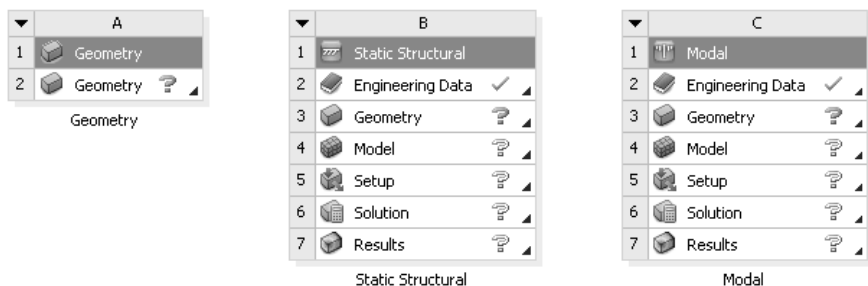 A
1 Geometry
2 Geometry ?
Geometry
B
1 Static Structural
2 Engineering Data ✓
3 Geometry ?
4 Model ?
5 Setup ?
6 Solution ?
7 Results ?
Static Structural
C
1 Modal
2 Engineering Data ✓
3 Geometry ?
4 Model ?
5 Setup ?
6 Solution ?
7 Results ?
Modal